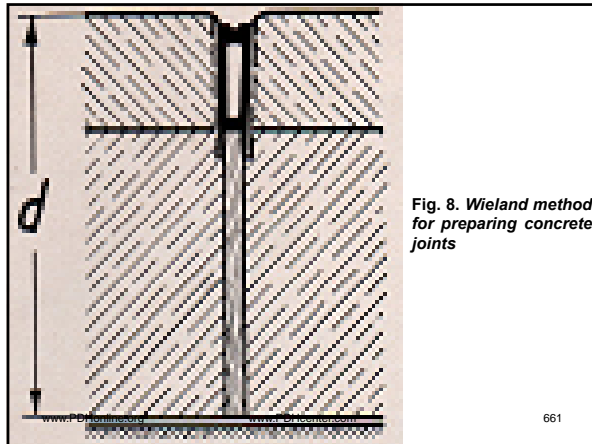 d
Fig. 8. Wieland method
for preparing concrete
joints
www.PDHonline.org www.PDHcenter.com 661